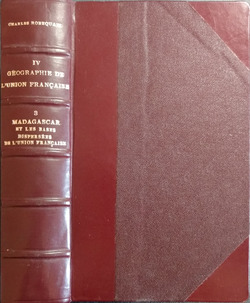 CHARLES ROBEQUAIN
IV
GÉOGRAPHIE DE
L'UNION FRANÇAISE
3
MADAGASCAR
ET LES BASES
DISPERSÉES
DE L'UNION FRANÇAISE